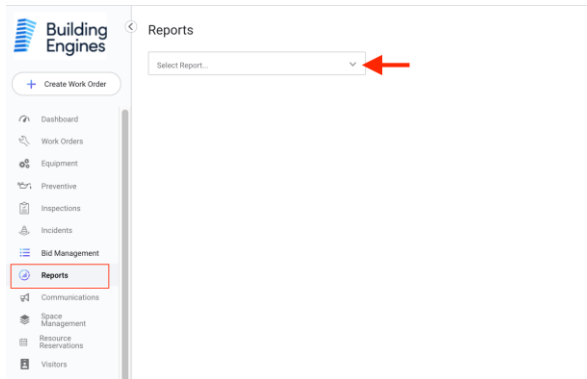 Building
Engines
Reports
Select Report...
Create Work Order
Dashboard
Work Orders
Equipment
Preventive
Inspections
Incidents
Bid Management
Reports
Communications
Space
Management
Resource
Reservations
Visitors